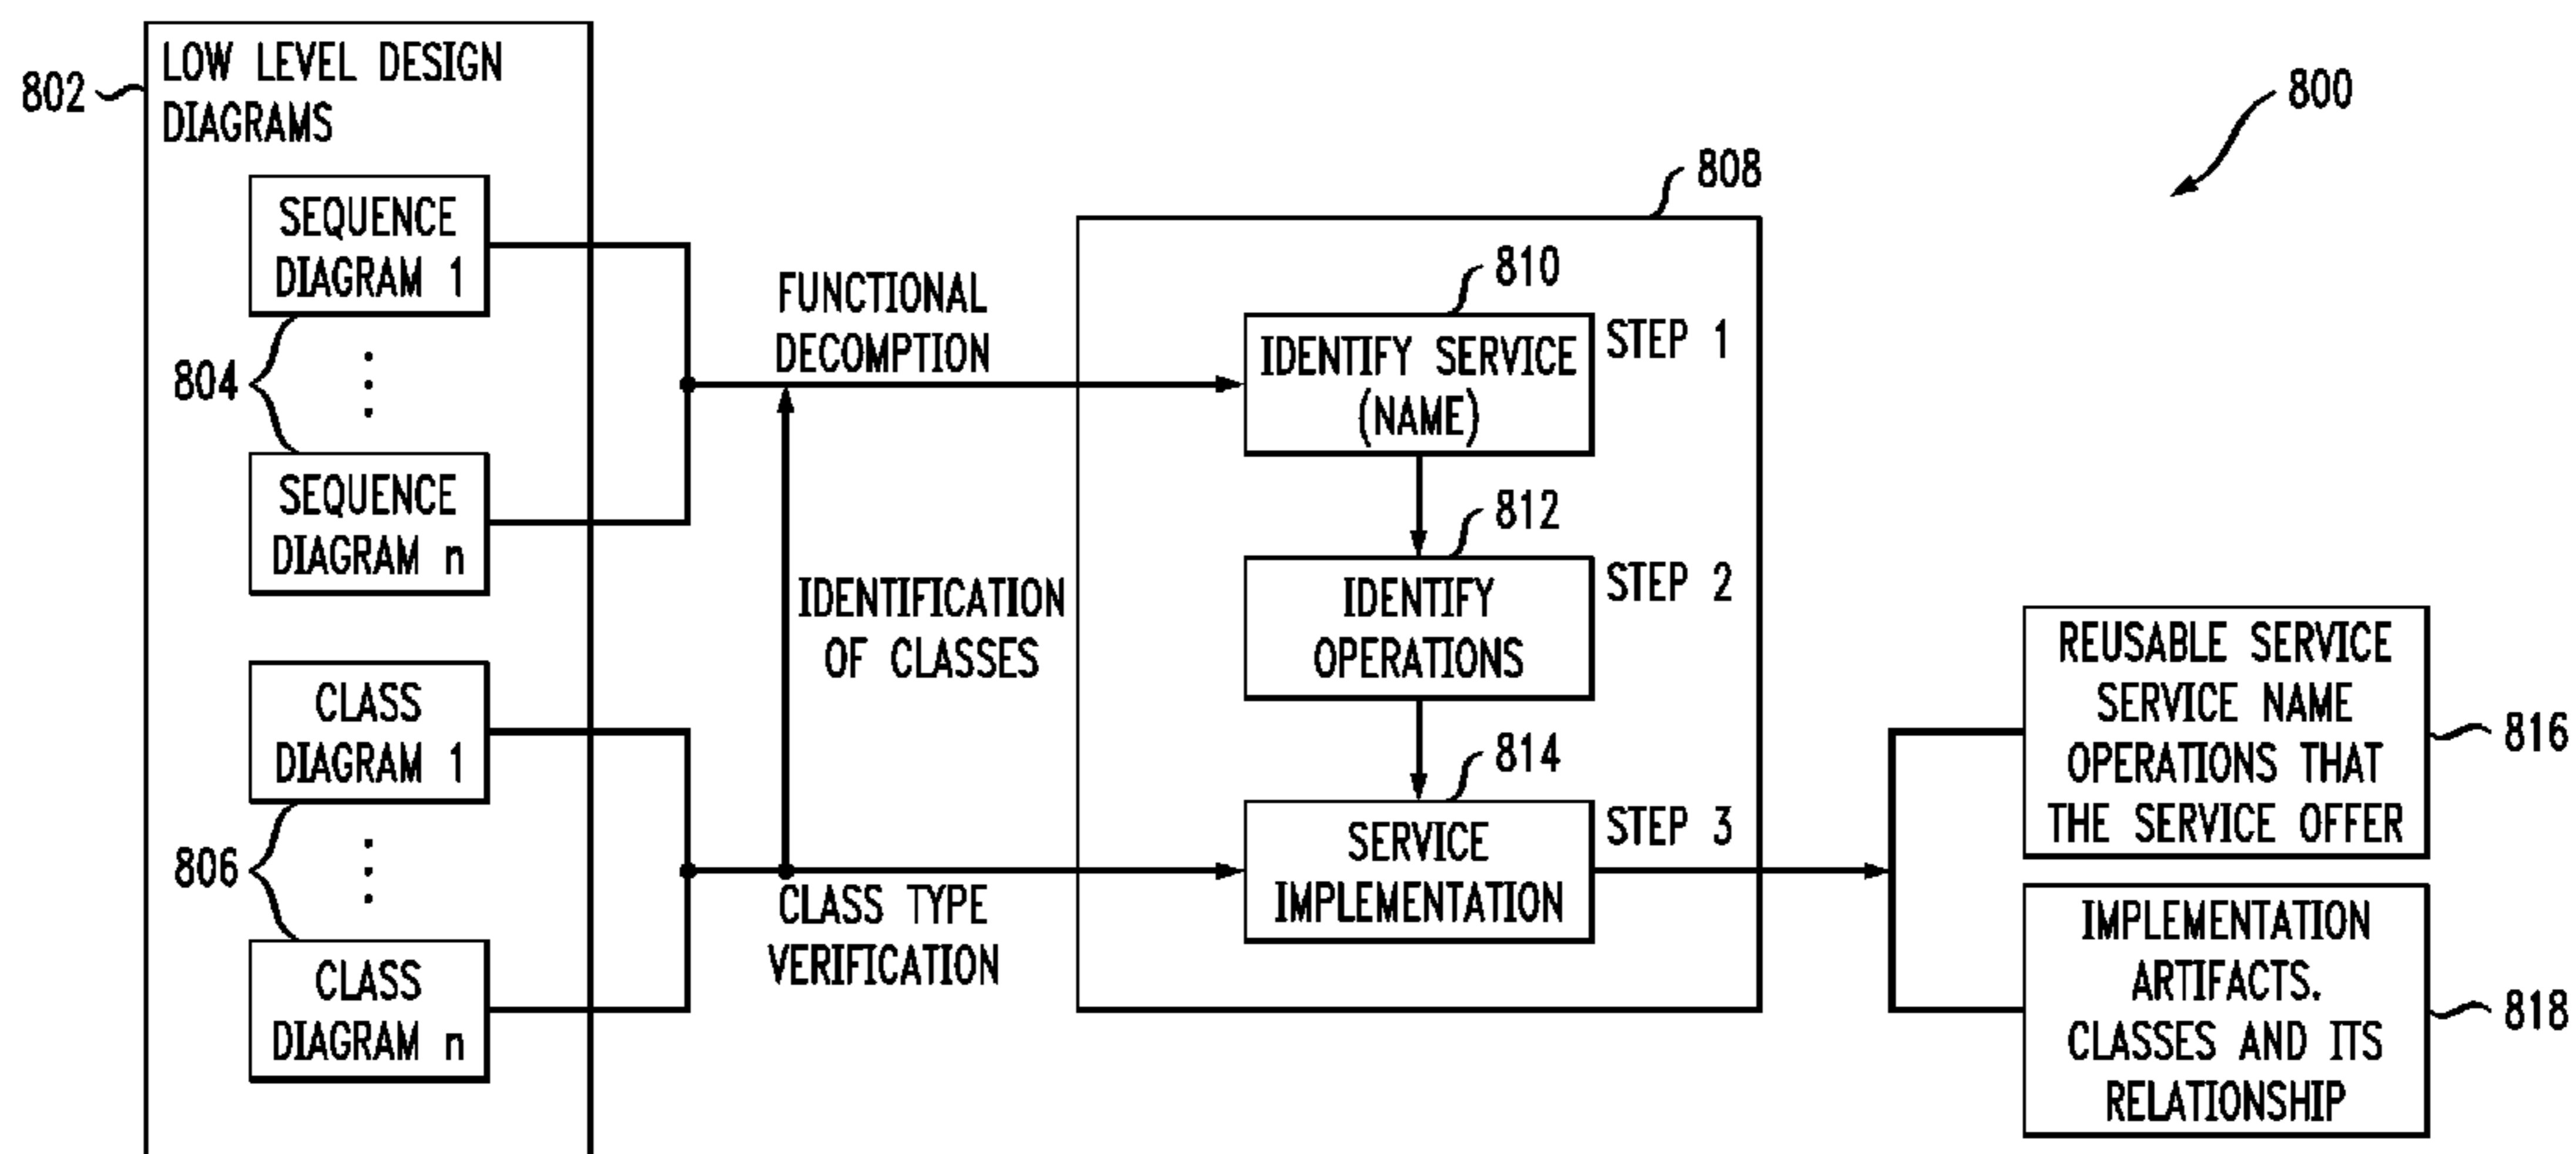 802
LOW LEVEL DESIGN
DIAGRAMS
SEQUENCE
DIAGRAM 1
804
SEQUENCE
DIAGRAM n
CLASS
DIAGRAM 1
806
CLASS
DIAGRAM n
FUNCTIONAL
DECOMPTION
IDENTIFICATION
OF CLASSES
CLASS TYPE
VERIFICATION
808
810
IDENTIFY SERVICE
(NAME)
STEP 1
812
IDENTIFY
OPERATIONS
STEP 2
814
SERVICE
IMPLEMENTATION
STEP 3
800
REUSABLE SERVICE
SERVICE NAME
OPERATIONS THAT
THE SERVICE OFFER
816
IMPLEMENTATION
ARTIFACTS.
CLASSES AND ITS
RELATIONSHIP
818